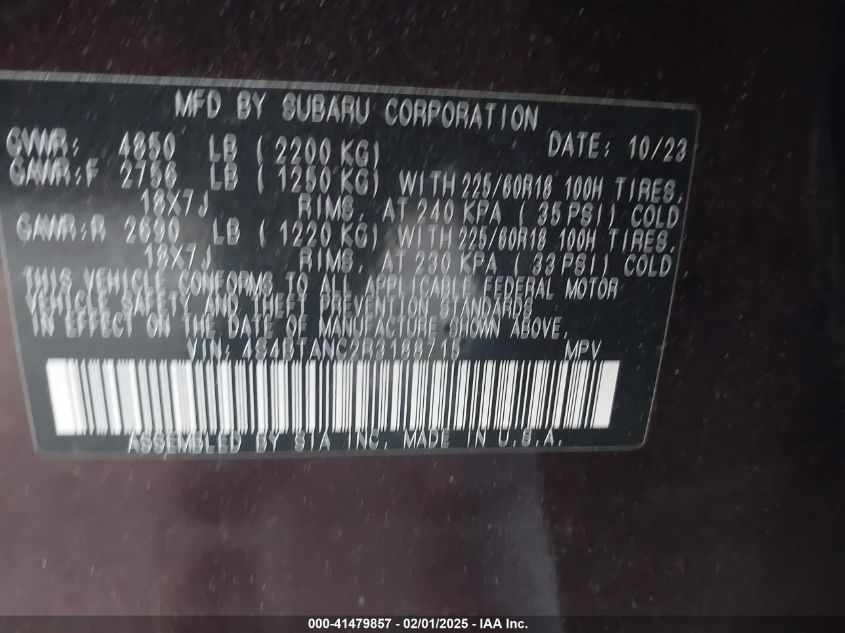 MFD BY SUBARU CORPORATION
GVWR: 4850 LB ( 2200 KG) DATE: 10/23
GAWR:F 2756 LB ( 1250 KG) WITH 225/60R18 100H TIRES,
18X7J RIMS, AT 240 KPA ( 35 PSI) COLD
GAWR:R 2690 LB ( 1220 KG) WITH 225/60R18 100H TIRES,
18X7J RIMS, AT 230 KPA ( 33 PSI) COLD
THIS VEHICLE CONFORMS TO ALL APPLICABLE FEDERAL MOTOR
VEHICLE SAFETY AND THEFT PREVENTION STANDARDS
IN EFFECT ON THE DATE OF MANUFACTURE SHOWN ABOVE.
VIN: 4S4BTANC2R3188715 MPV
ASSEMBLED BY SIA INC. MADE IN U.S.A.
000-41479857 - 02/01/2025 - IAA Inc.